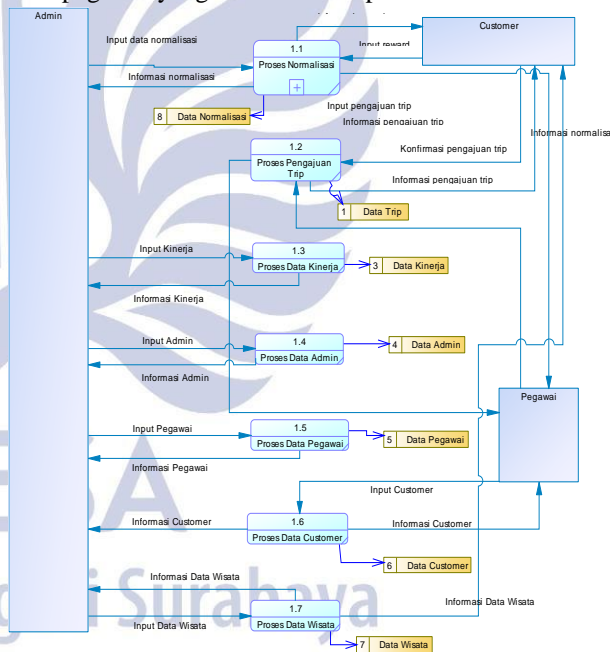 Admin
Customer
Input data normalisasi
1.1
Proses Normalisasi
Input reward
Informasi normalisasi
8 Data Normalisasi
Input pengajuan trip
Informasi pengajuan trip
Informasi normalisa
1.2
Proses Pengajuan
Trip
Konfirmasi pengajuan trip
Informasi pengajuan trip
1 Data Trip
Input Kinerja
1.3
Proses Data Kinerja
3 Data Kinerja
Informasi Kinerja
Input Admin
1.4
Proses Data Admin
4 Data Admin
Informasi Admin
Pegawai
Input Pegawai
1.5
Proses Data Pegawai
5 Data Pegawai
Informasi Pegawai
Input Customer
Informasi Customer
1.6
Proses Data Customer
Informasi Customer
6 Data Customer
Informasi Data Wisata
Informasi Data Wisata
Surabaya
1.7
Proses Data Wisata
Input Data Wisata
7 Data Wisata